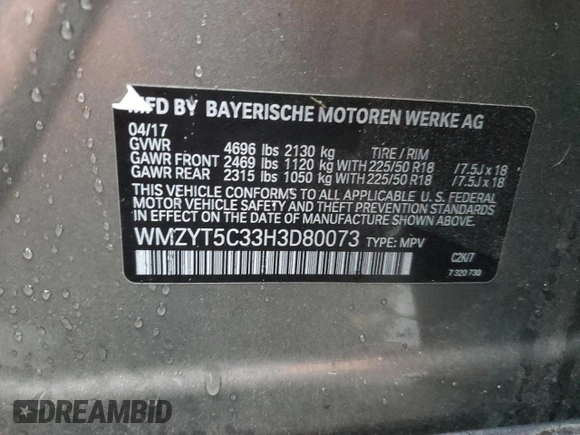 MFD BY BAYERISCHE MOTOREN WERKE AG
04/17
GVWR 4696 lbs 2130 kg TIRE / RIM
GAWR FRONT 2469 lbs 1120 kg WITH 225/50 R18 / 7.5J x 18
GAWR REAR 2315 lbs 1050 kg WITH 225/50 R18 / 7.5J x 18
THIS VEHICLE CONFORMS TO ALL APPLICABLE U. S. FEDERAL
MOTOR VEHICLE SAFETY, BUMPER, AND THEFT PREVENTION
STANDARDS IN EFFECT ON THE DATE OF MANUFACTURE SHOWN ABOVE.
WMZYT5C33H3D80073 TYPE: MPV
C2K/7
7 320 730
DREAMBID